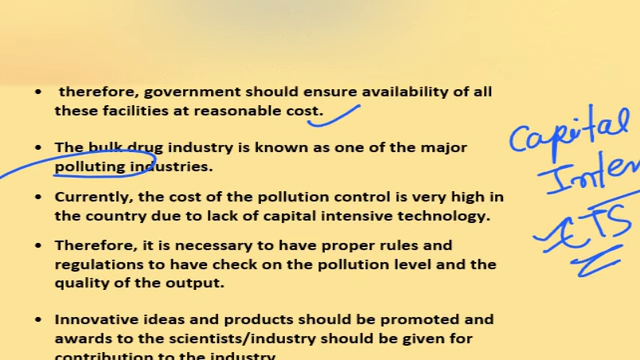 • therefore, government should ensure availability of all
these facilities at reasonable cost.
• The bulk drug industry is known as one of the major
polluting industries.
• Currently, the cost of the pollution control is very high in
the country due to lack of capital intensive technology.
• Therefore, it is necessary to have proper rules and
regulations to have check on the pollution level and the
quality of the output.
• Innovative ideas and products should be promoted and
awards to the scientists/industry should be given for
contribution to the industry.
Capital
Inten
ETS